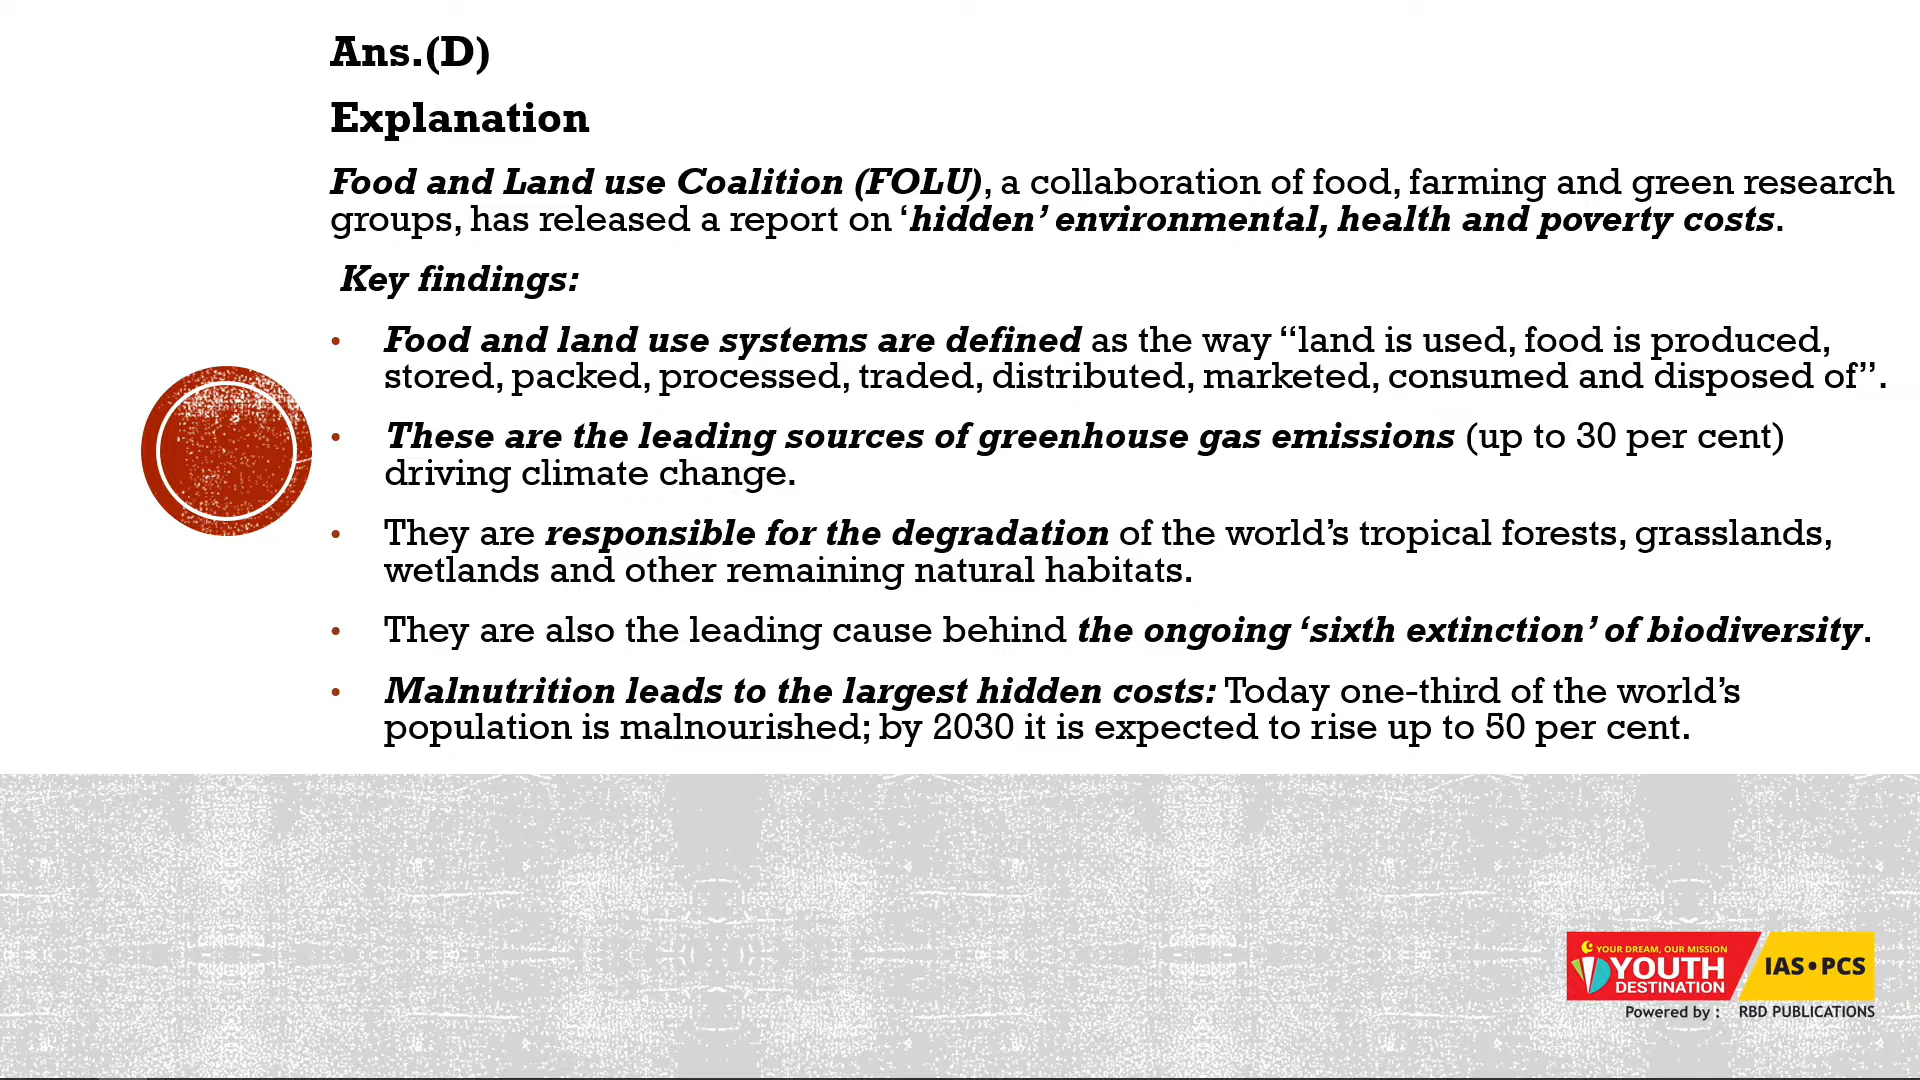 Ans.(D)
Explanation
Food and Land use Coalition (FOLU), a collaboration of food, farming and green research
groups, has released a report on ‘hidden’ environmental, health and poverty costs.
Key findings:
• Food and land use systems are defined as the way “land is used, food is produced,
stored, packed, processed, traded, distributed, marketed, consumed and disposed of”.
• These are the leading sources of greenhouse gas emissions (up to 30 per cent)
driving climate change.
• They are responsible for the degradation of the world’s tropical forests, grasslands,
wetlands and other remaining natural habitats.
• They are also the leading cause behind the ongoing ‘sixth extinction’ of biodiversity.
• Malnutrition leads to the largest hidden costs: Today one-third of the world’s
population is malnourished; by 2030 it is expected to rise up to 50 per cent.
YOUR DREAM, OUR MISSION
YOUTH
DESTINATION
IAS•PCS
Powered by : RBD PUBLICATIONS